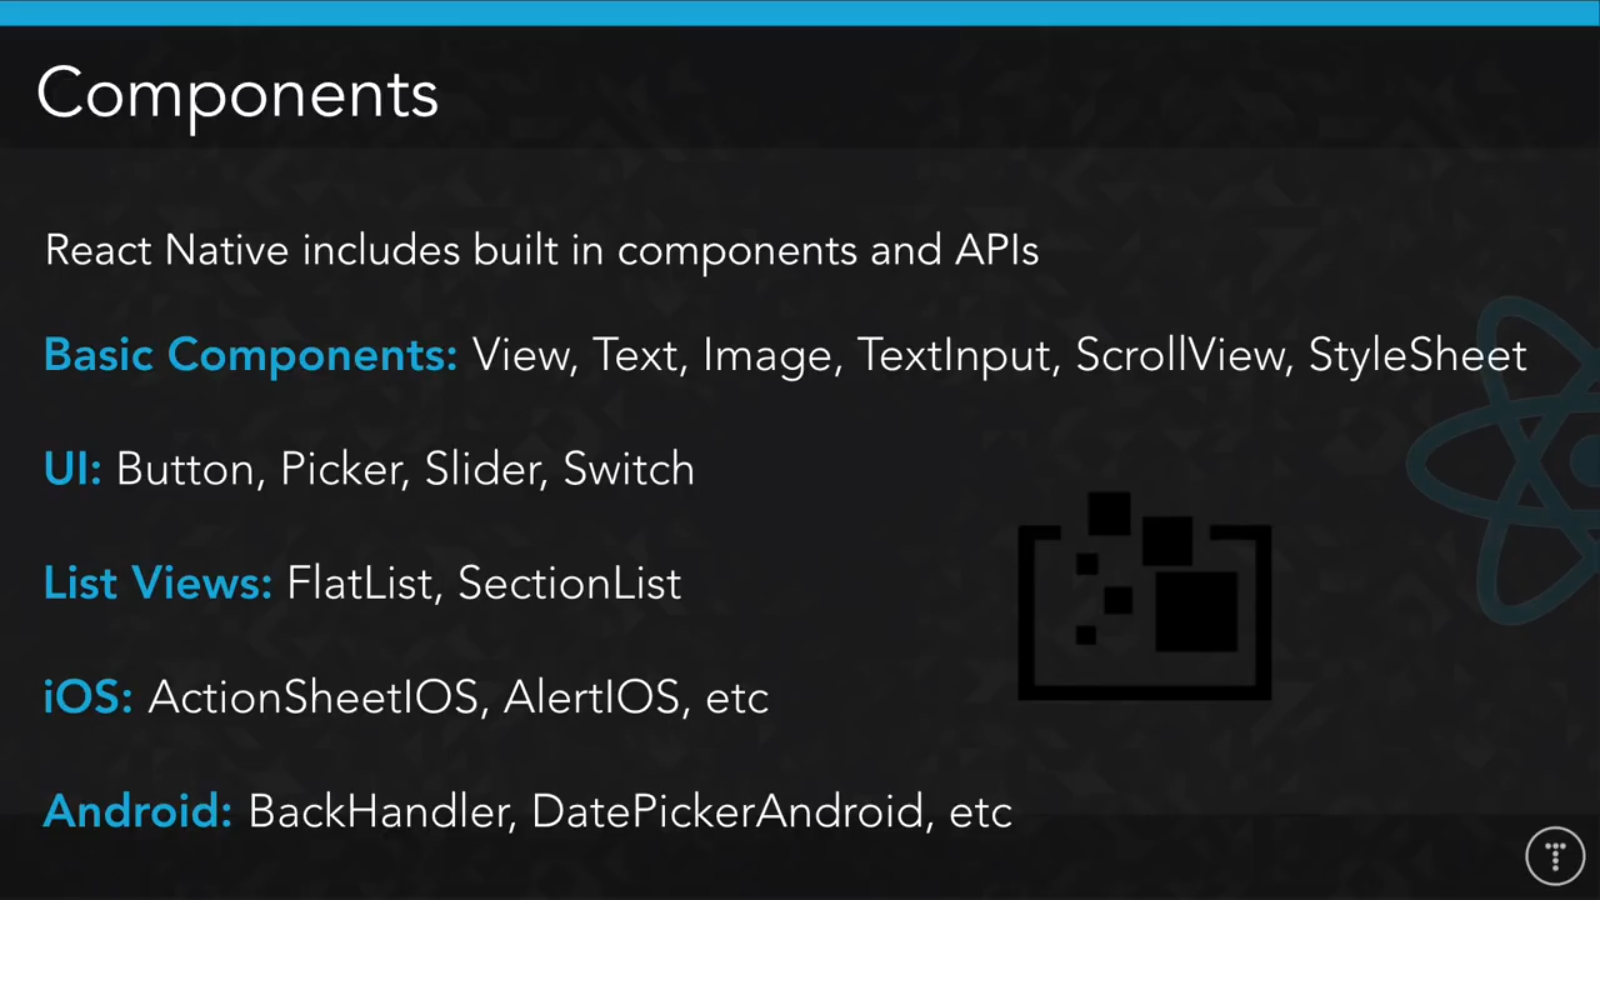 Components
React Native includes built in components and APIs
Basic Components: View, Text, Image, TextInput, ScrollView, StyleSheet
UI: Button, Picker, Slider, Switch
List Views: FlatList, SectionList
iOS: ActionSheetIOS, AlertIOS, etc
Android: BackHandler, DatePickerAndroid, etc
T